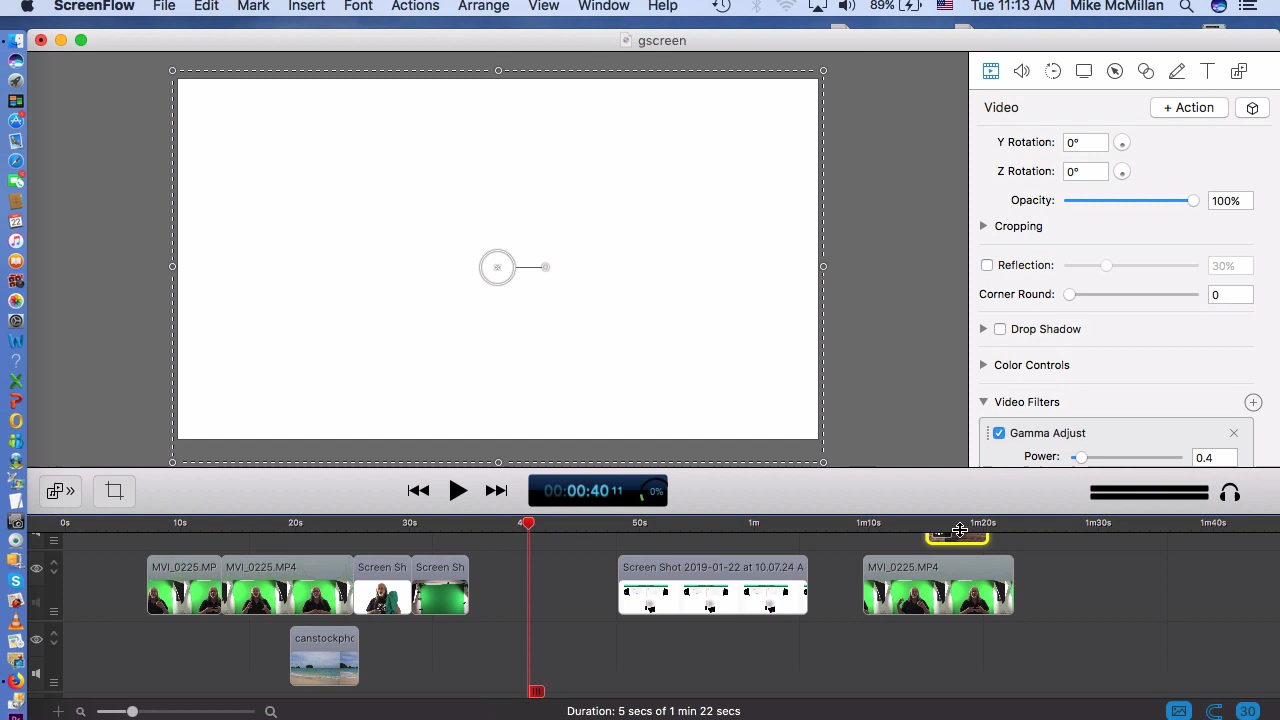 ScreenFlow File Edit Mark Insert Font Actions Arrange View Window Help 89% Tue 11:13 AM Mike McMillan
gscreen
Video + Action
Y Rotation: 0°
Z Rotation: 0°
Opacity: 100%
Cropping
Reflection: 30%
Corner Round: 0
Drop Shadow
Color Controls
Video Filters
Gamma Adjust
Power: 0.4
00:00:40 11 0%
0s 10s 20s 30s 4 50s 1m 1m10s 1m20s 1m30s 1m40s
MVI_0225.MP MVI_0225.MP4 Screen Sh Screen Sh Screen Shot 2019-01-22 at 10.07.24 A MVI_0225.MP4
canstockpho
Duration: 5 secs of 1 min 22 secs
30